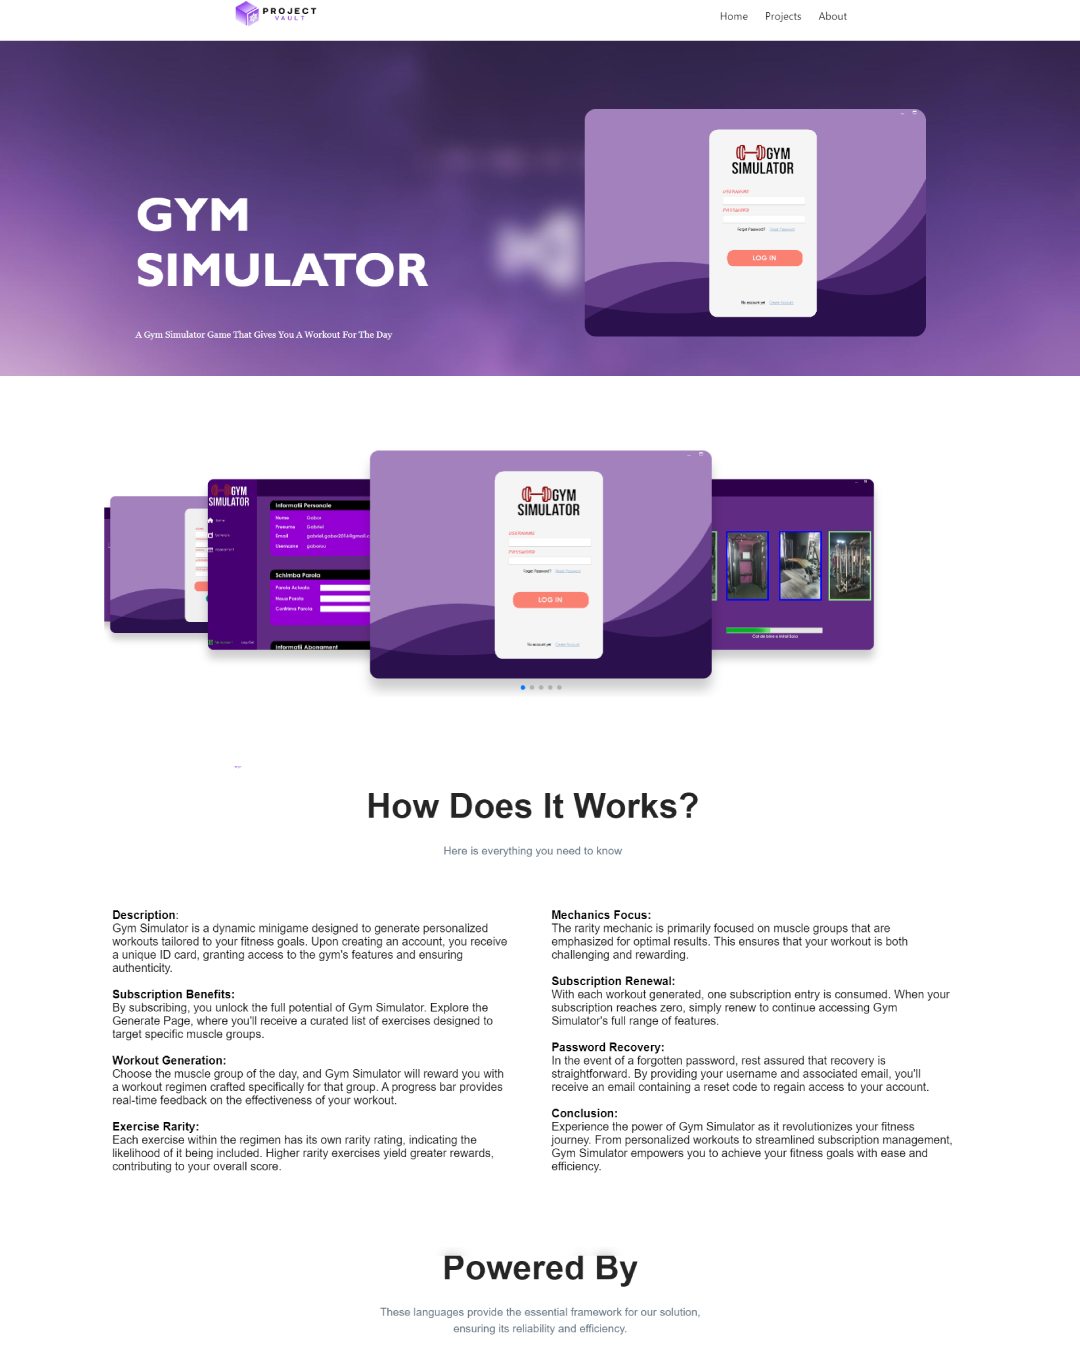 PROJECT
VAULT
Home Projects About
GYM
SIMULATOR
A Gym Simulator Game That Gives You A Workout For The Day
GYM
SIMULATOR
USERNAME
PASSWORD
Forgot Password?
LOG IN
No account yet Create Account
GYM
SIMULATOR
Home
Informatii Personale
Nume Gabor
Prenume Gabriel
Email gabriel.gabor2016@gmail.c
Username gaboru
Schimba Parola
Parola Actuala
Noua Parola
Confirma Parola
Informatii Abonament
Log Out
GYM
SIMULATOR
USERNAME
PASSWORD
Forgot Password?
LOG IN
No account yet Create Account
How Does It Works?
Here is everything you need to know
Description:
Gym Simulator is a dynamic minigame designed to generate personalized
workouts tailored to your fitness goals. Upon creating an account, you receive
a unique ID card, granting access to the gym's features and ensuring
authenticity.
Subscription Benefits:
By subscribing, you unlock the full potential of Gym Simulator. Explore the
Generate Page, where you'll receive a curated list of exercises designed to
target specific muscle groups.
Workout Generation:
Choose the muscle group of the day, and Gym Simulator will reward you with
a workout regimen crafted specifically for that group. A progress bar provides
real-time feedback on the effectiveness of your workout.
Exercise Rarity:
Each exercise within the regimen has its own rarity rating, indicating the
likelihood of it being included. Higher rarity exercises yield greater rewards,
contributing to your overall score.
Mechanics Focus:
The rarity mechanic is primarily focused on muscle groups that are
emphasized for optimal results. This ensures that your workout is both
challenging and rewarding.
Subscription Renewal:
With each workout generated, one subscription entry is consumed. When your
subscription reaches zero, simply renew to continue accessing Gym
Simulator's full range of features.
Password Recovery:
In the event of a forgotten password, rest assured that recovery is
straightforward. By providing your username and associated email, you'll
receive an email containing a reset code to regain access to your account.
Conclusion:
Experience the power of Gym Simulator as it revolutionizes your fitness
journey. From personalized workouts to streamlined subscription management,
Gym Simulator empowers you to achieve your fitness goals with ease and
efficiency.
Powered By
These languages provide the essential framework for our solution,
ensuring its reliability and efficiency.